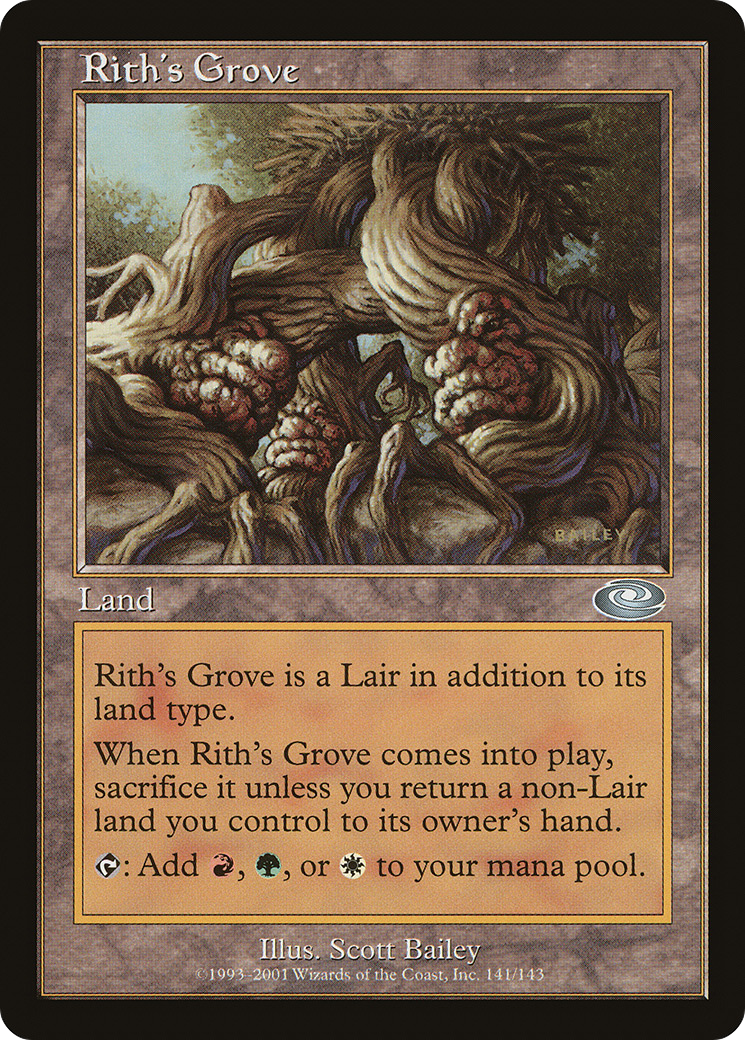 Rith's Grove
BAILEY
Land
Rith's Grove is a Lair in addition to its
land type.
When Rith's Grove comes into play,
sacrifice it unless you return a non-Lair
land you control to its owner's hand.
: Add , , or to your mana pool.
Illus. Scott Bailey
©1993-2001 Wizards of the Coast, Inc. 141/143